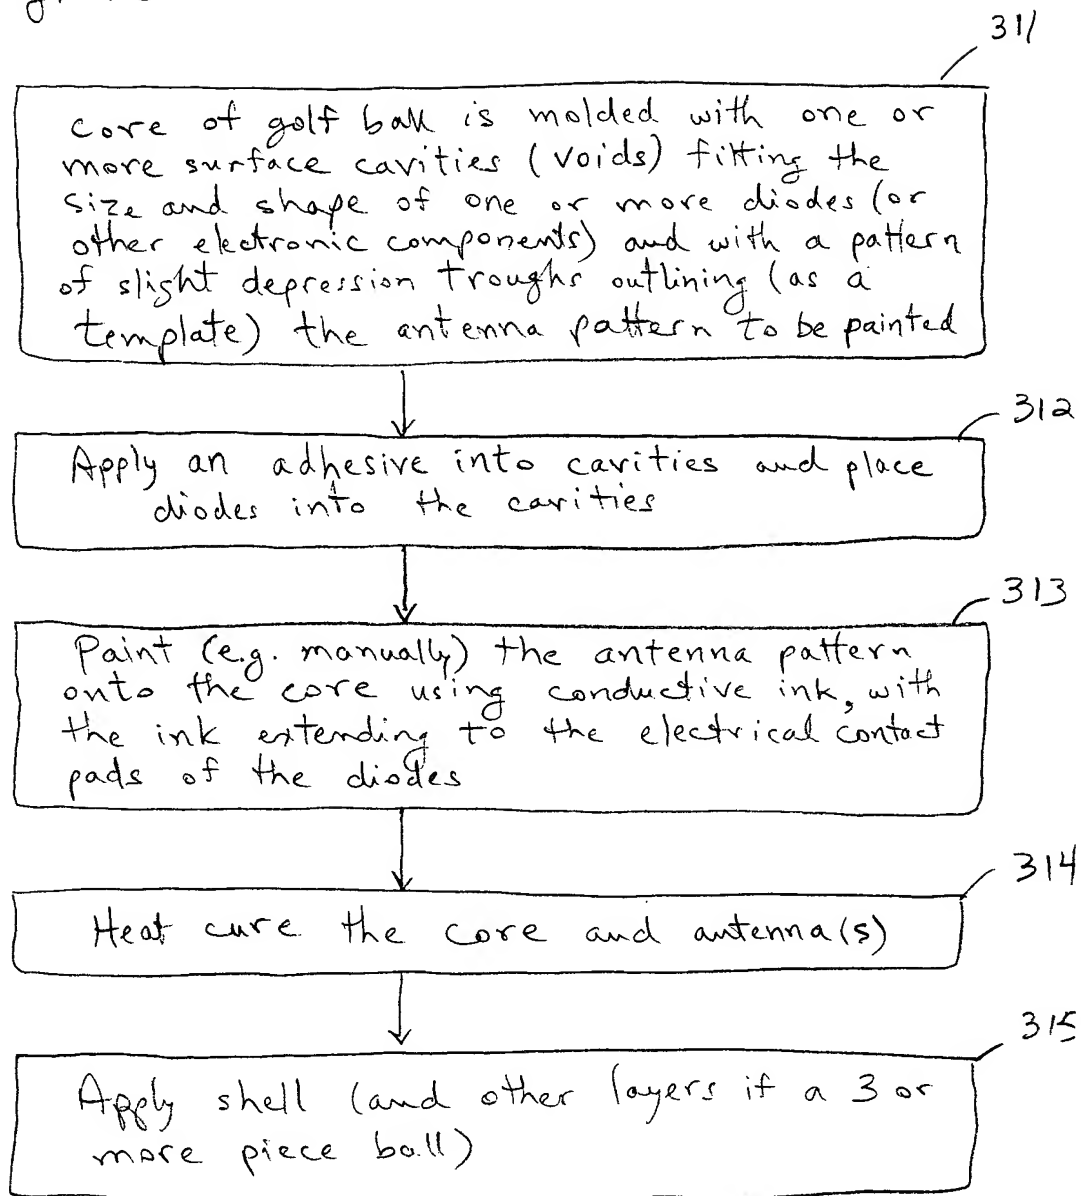 311
core of golf ball is molded with one or
more surface cavities (voids) fitting the
size and shape of one or more diodes (or
other electronic components) and with a pattern
of slight depression troughs outlining (as a
template) the antenna pattern to be painted
312
Apply an adhesive into cavities and place
diodes into the cavities
313
Paint (e.g. manually) the antenna pattern
onto the core using conductive ink, with
the ink extending to the electrical contact
pads of the diodes
314
Heat cure the core and antenna(s)
315
Apply shell (and other layers if a 3 or
more piece ball)